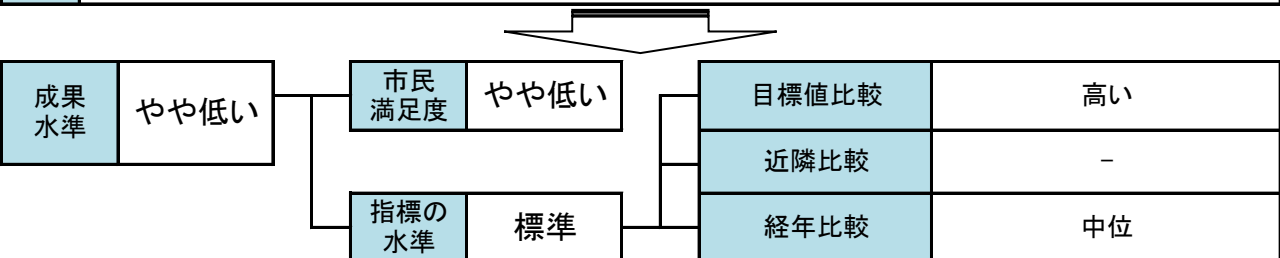 成果
水準
やや低い
市民
満足度
やや低い
指標の
水準
標準
目標値比較
高い
近隣比較
－
経年比較
中位